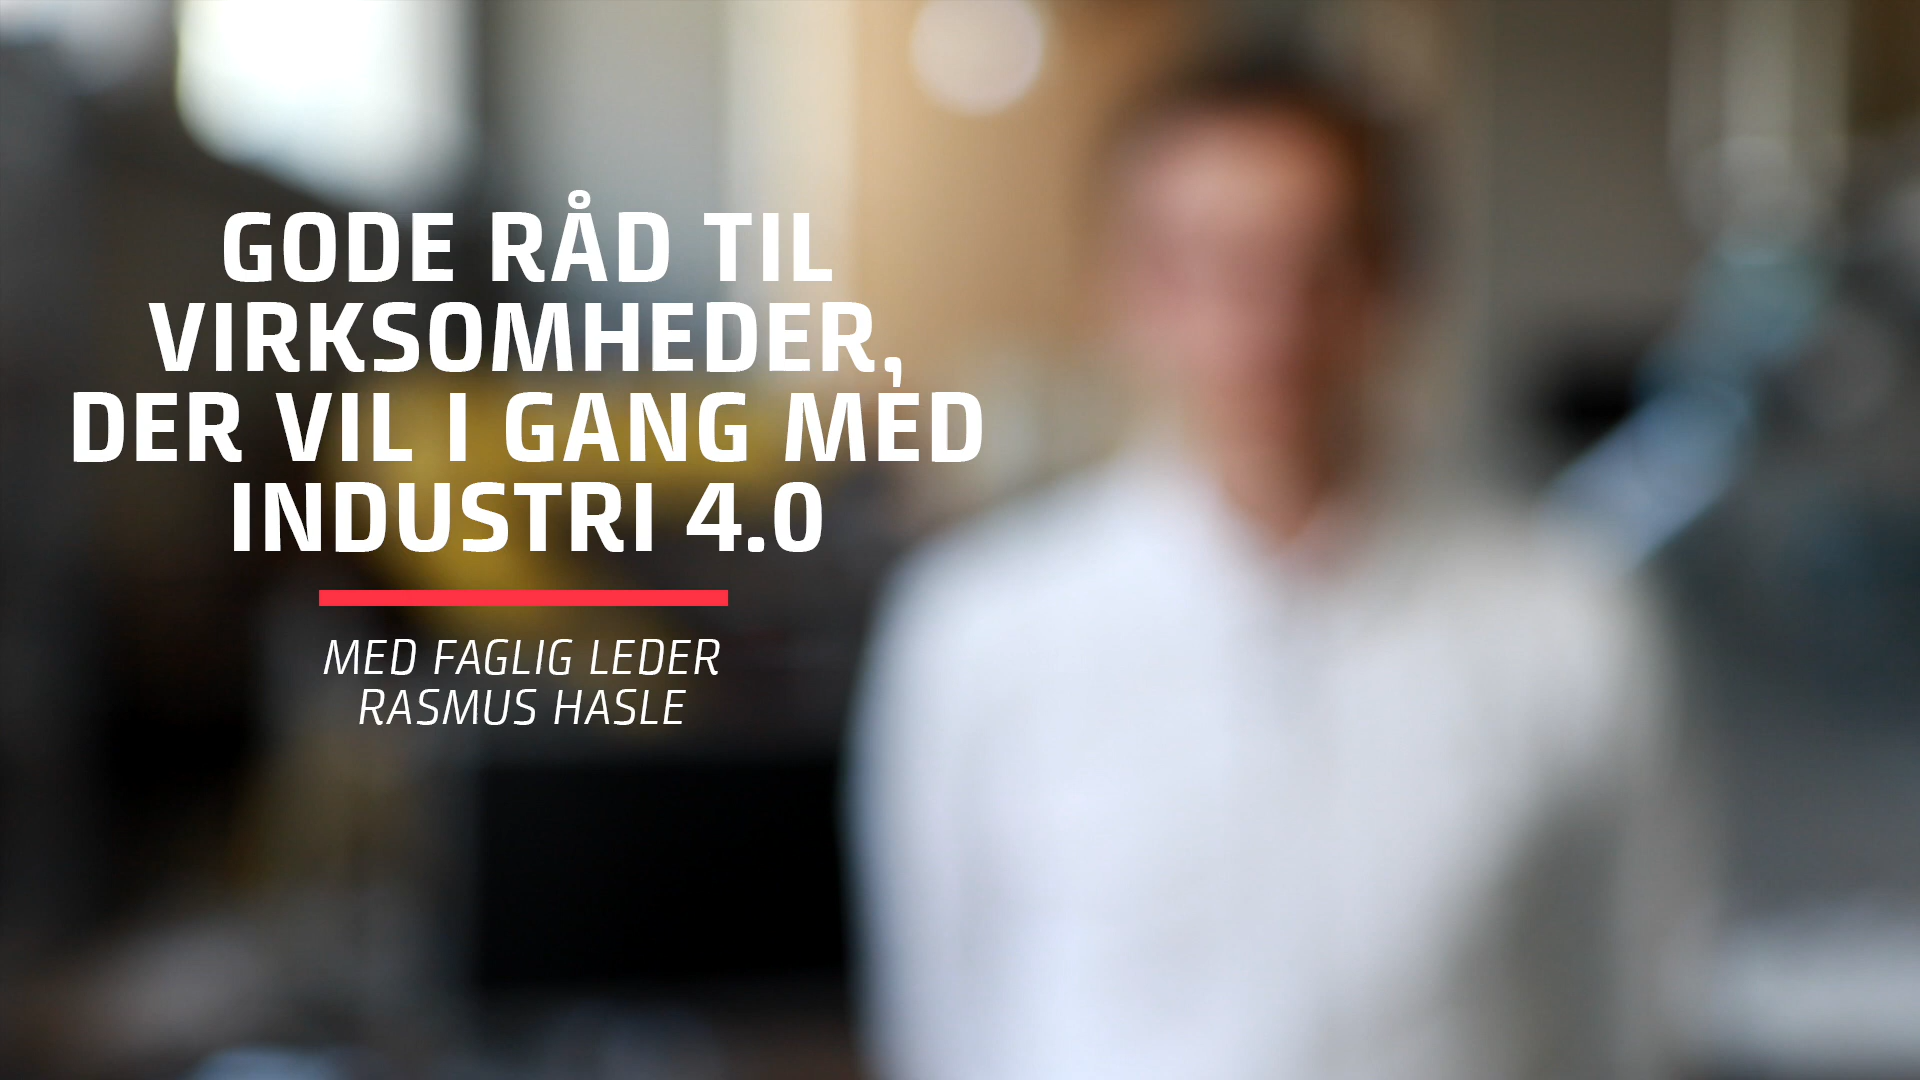 GODE RÅD TIL
VIRKSOMHEDER,
DER VIL I GANG MED
INDUSTRI 4.0
MED FAGLIG LEDER
RASMUS HASLE